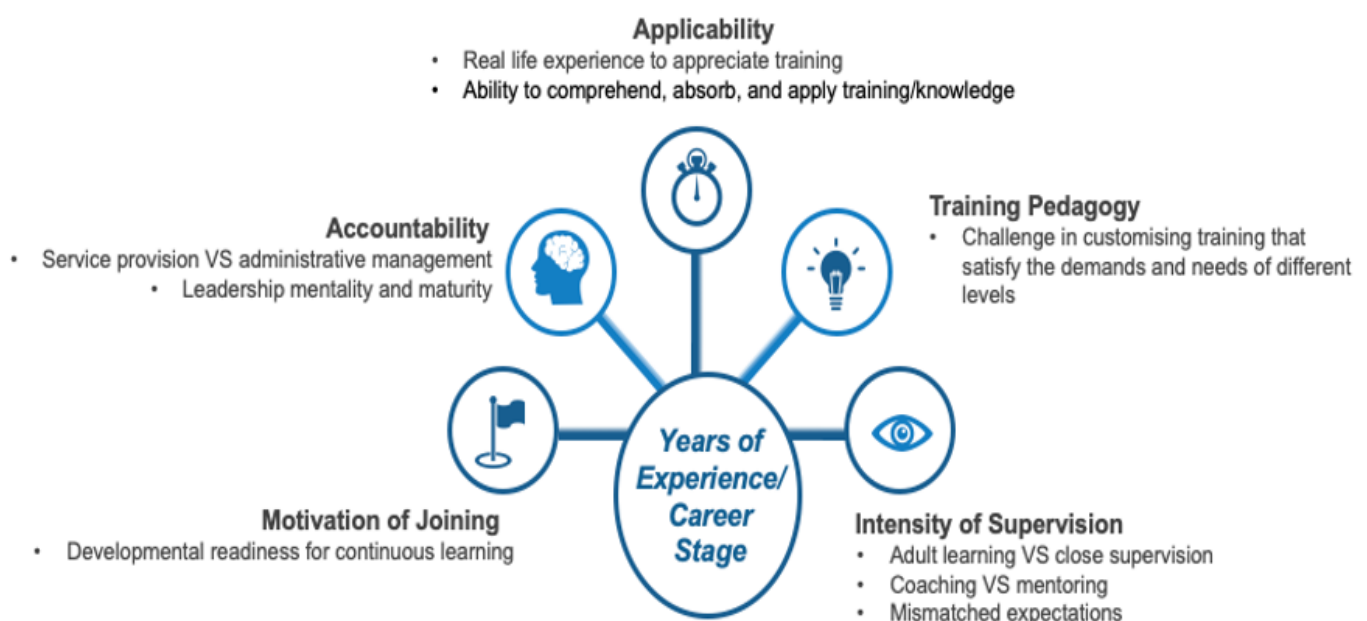 Applicability
• Real life experience to appreciate training
• Ability to comprehend, absorb, and apply training/knowledge
Accountability
• Service provision VS administrative management
• Leadership mentality and maturity
Training Pedagogy
• Challenge in customising training that
satisfy the demands and needs of different
levels
Motivation of Joining
• Developmental readiness for continuous learning
Years of
Experience/
Career
Stage
Intensity of Supervision
• Adult learning VS close supervision
• Coaching VS mentoring
• Mismatched expectations